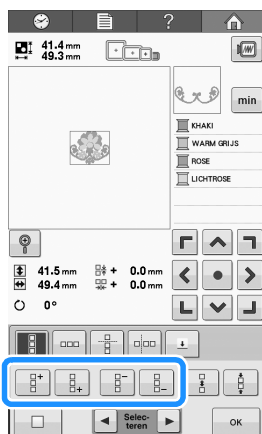 ?
41.4 mm
49.3 mm
min
KHAKI
WARM GRIJS
ROSE
LICHTROSE
41.5 mm + 0.0 mm
49.4 mm + 0.0 mm
0°
+ + − −
Selec-
teren
OK